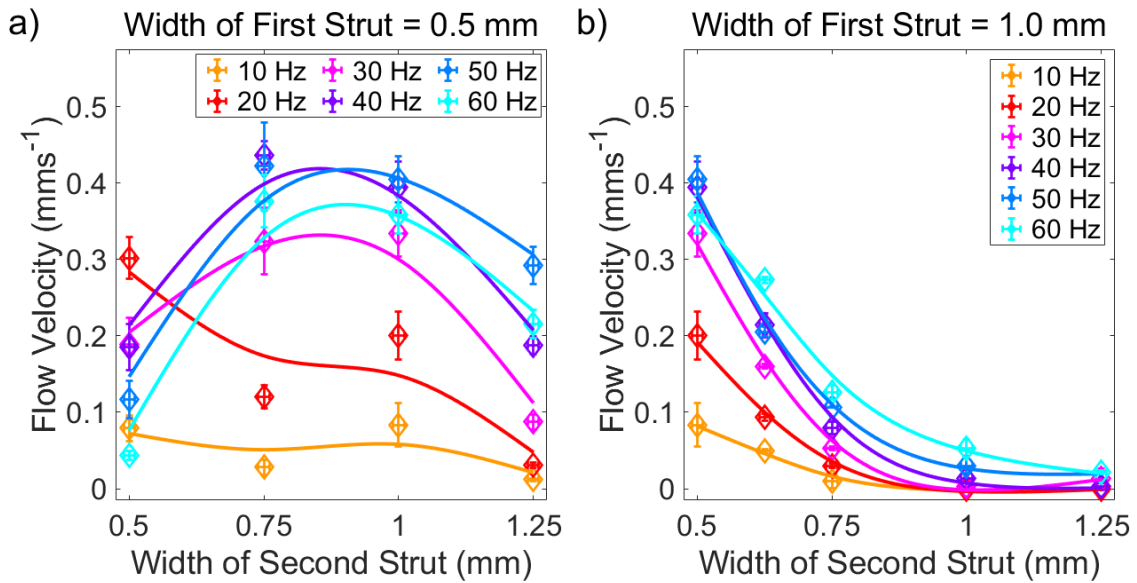 a)
Width of First Strut = 0.5 mm
10 Hz 30 Hz 50 Hz
20 Hz 40 Hz 60 Hz
0.5
0.4
0.3
0.2
0.1
0
Flow Velocity (mms⁻¹)
0.5 0.75 1 1.25
Width of Second Strut (mm)
b)
Width of First Strut = 1.0 mm
10 Hz
20 Hz
30 Hz
40 Hz
50 Hz
60 Hz
0.5
0.4
0.3
0.2
0.1
0
Flow Velocity (mms⁻¹)
0.5 0.75 1 1.25
Width of Second Strut (mm)